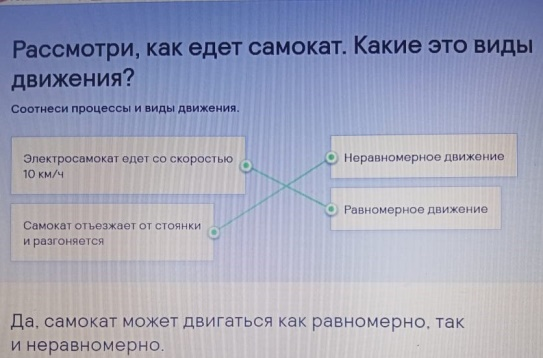 Рассмотри, как едет самокат. Какие это виды
движения?
Соотнеси процессы и виды движения.
Электросамокат едет со скоростью
10 км/ч
Неравномерное движение
Самокат отъезжает от стоянки
и разгоняется
Равномерное движение
Да, самокат может двигаться как равномерно, так
и неравномерно.